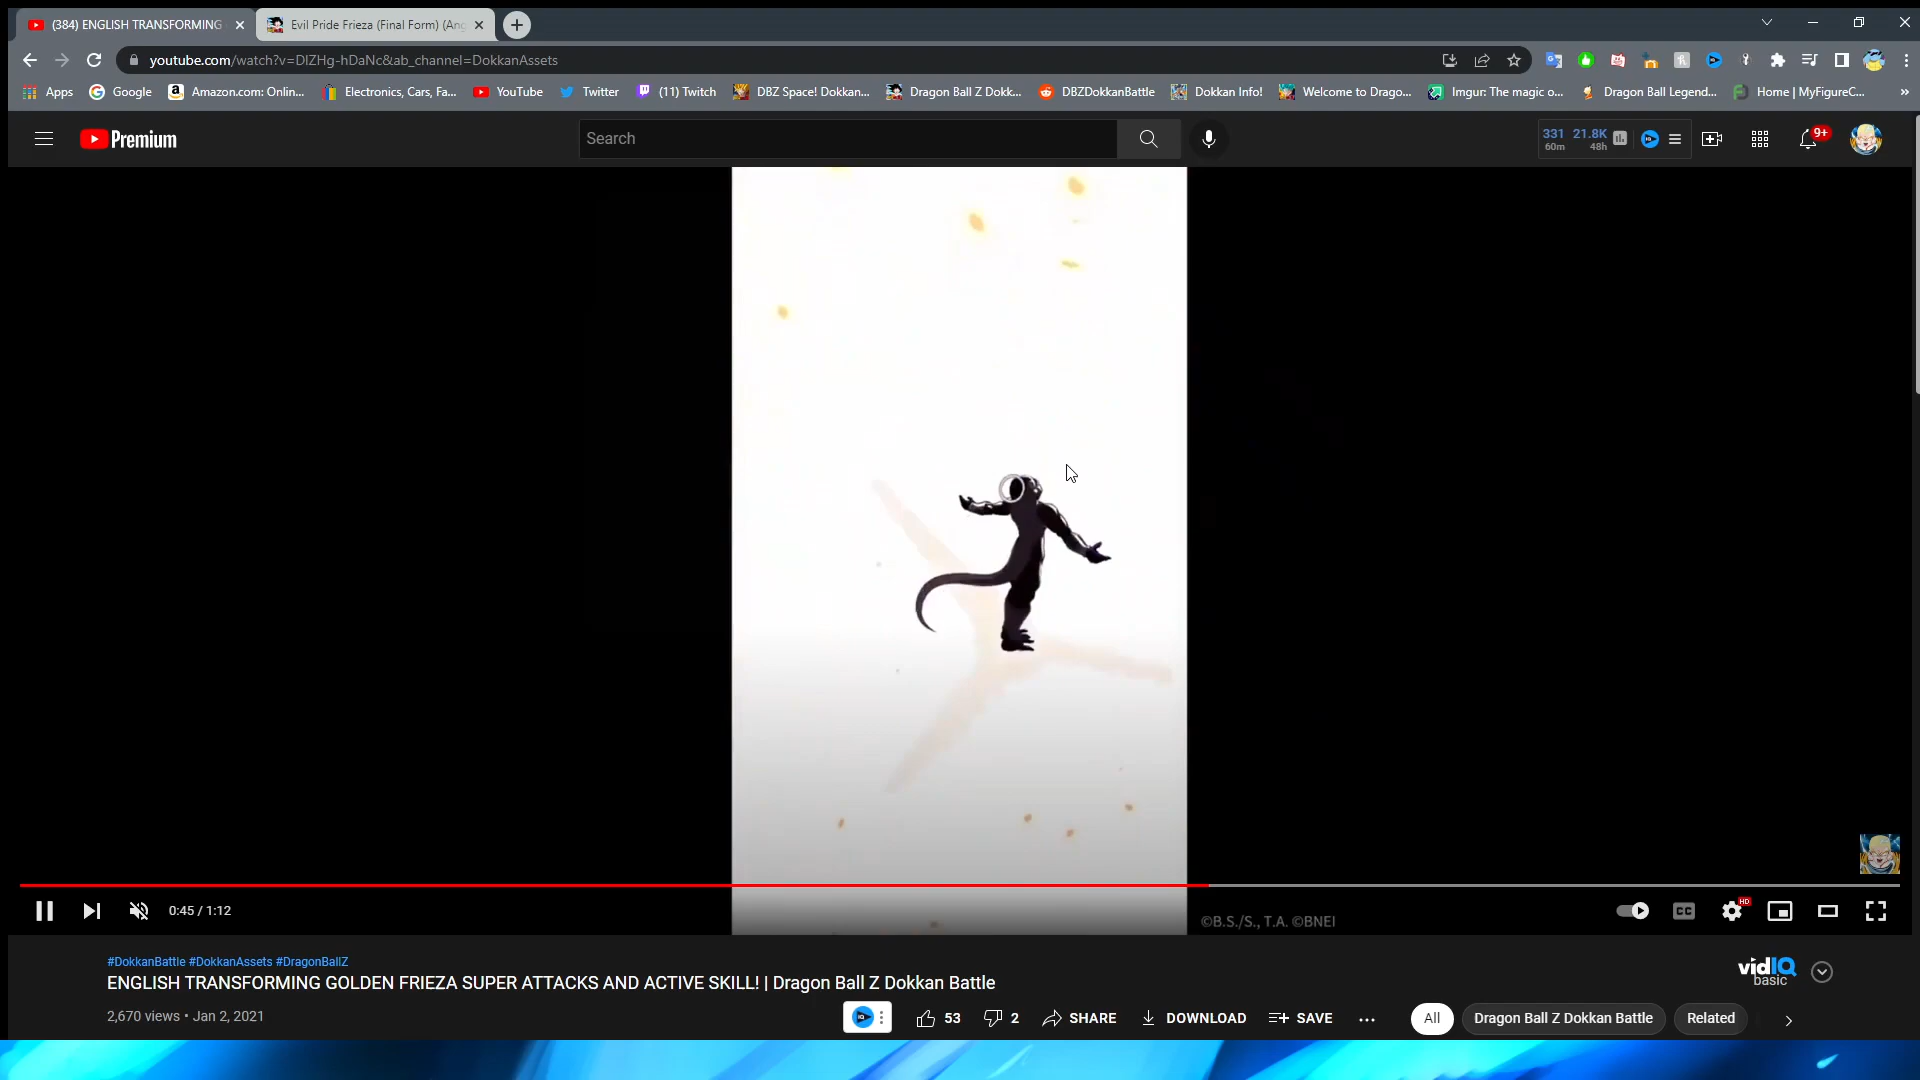 (384) ENGLISH TRANSFORMING
Evil Pride Frieza (Final Form) (Ang
youtube.com/watch?v=DlZHg-hDaNc&ab_channel=DokkanAssets
Apps
Google
Amazon.com: Onlin...
Electronics, Cars, Fa...
YouTube
Twitter
(11) Twitch
DBZ Space! Dokkan...
Dragon Ball Z Dokk...
DBZDokkanBattle
Dokkan Info!
Welcome to Drago...
Imgur: The magic o...
Dragon Ball Legend...
Home | MyFigureC...
Premium
Search
331 21.8K
60m 48h
9+
0:45 / 1:12
©B.S./S., T.A. ©BNEI
CC
HD
#DokkanBattle #DokkanAssets #DragonBallZ
ENGLISH TRANSFORMING GOLDEN FRIEZA SUPER ATTACKS AND ACTIVE SKILL! | Dragon Ball Z Dokkan Battle
vidIQ
basic
2,670 views • Jan 2, 2021
53
2
SHARE
DOWNLOAD
SAVE
All
Dragon Ball Z Dokkan Battle
Related